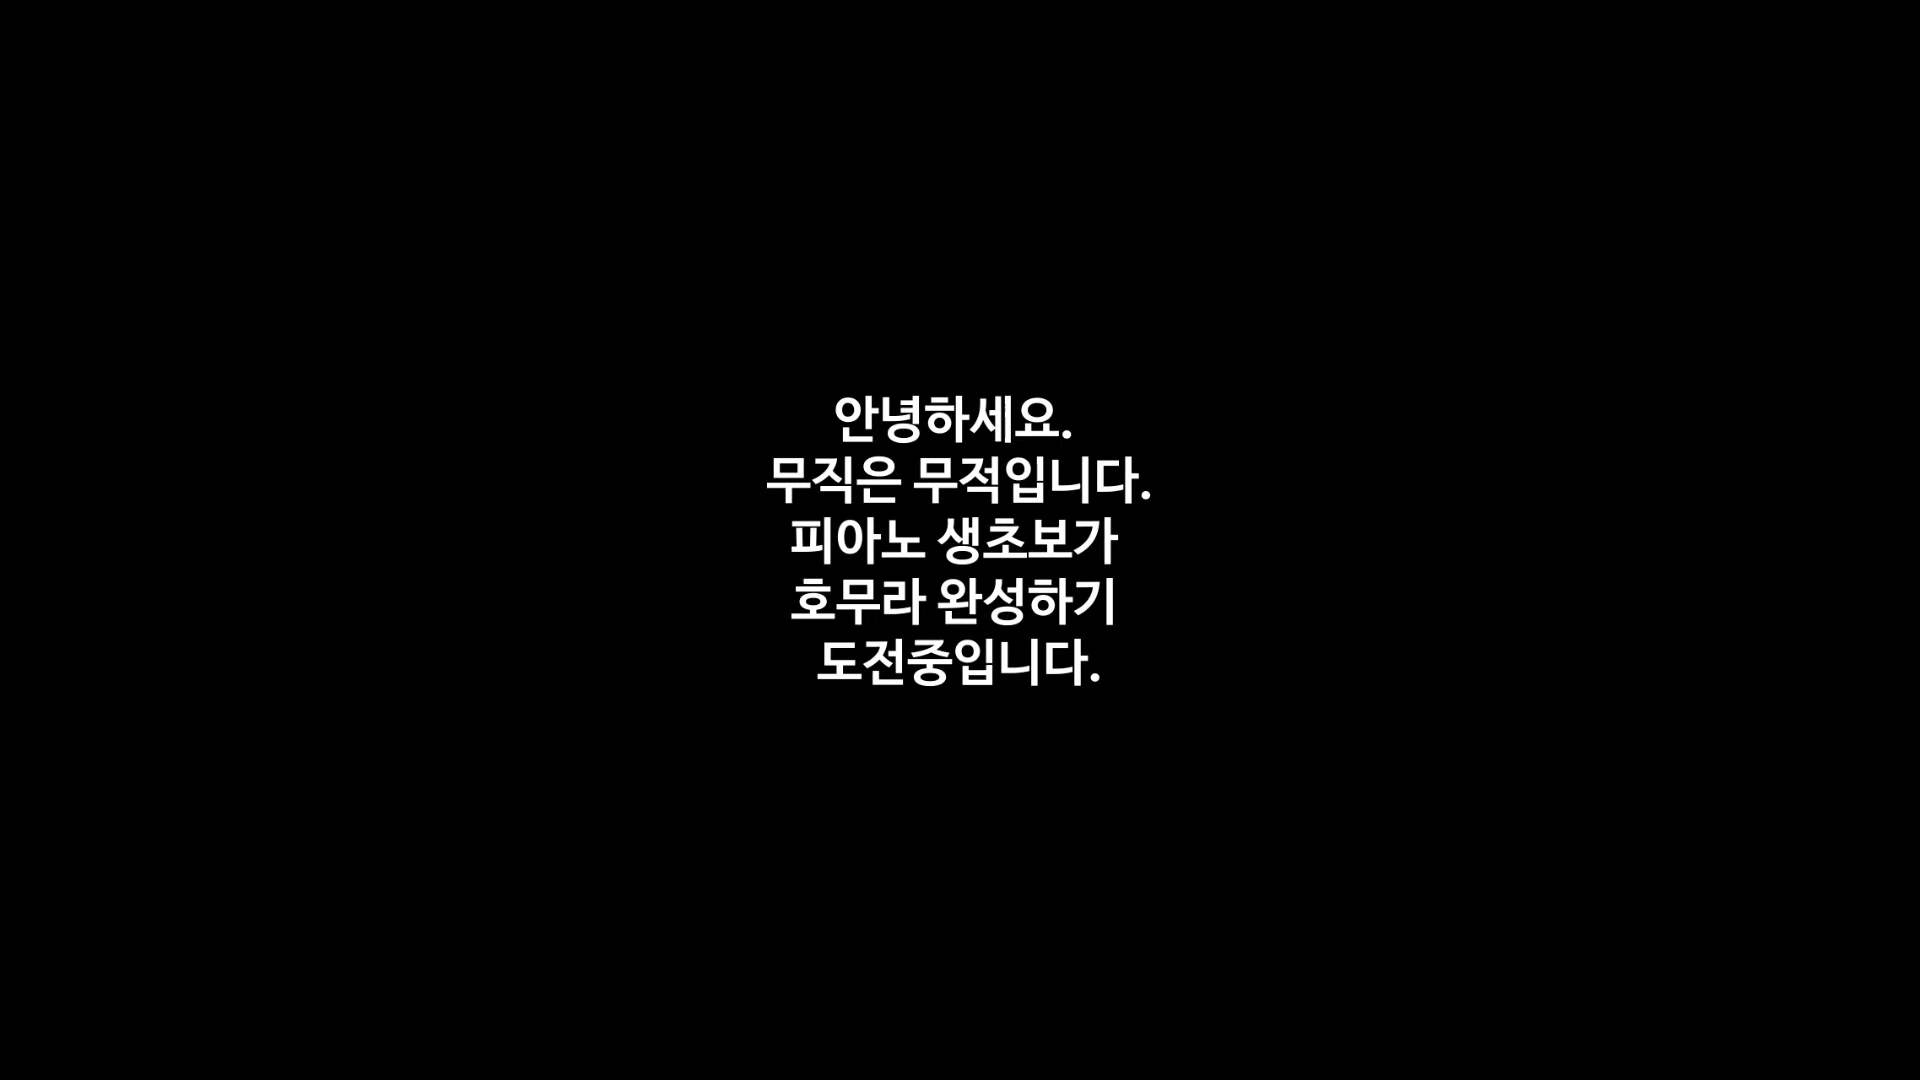 안녕하세요.
무직은 무적입니다.
피아노 생초보가
호무라 완성하기
도전중입니다.